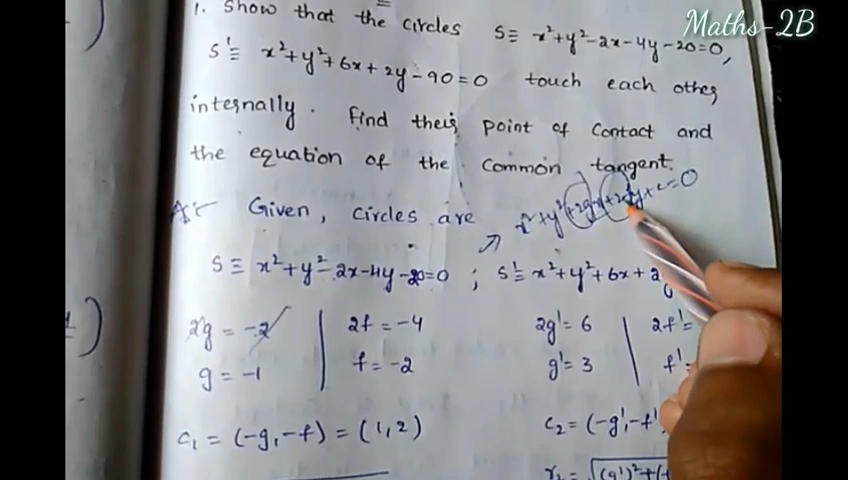 Maths-2B
1. Show that the circles S≡ x²+y²-2x-4y-20=0,
S'≡ x²+y²+6x+2y-90=0 touch each other
internally. Find their point of contact and
the equation of the common tangent.
x²+y²+2gx+2fy+c=0
A:- Given, circles are
S≡ x²+y²-2x-4y-20=0 ; S'≡ x²+y²+6x+2
2g = -2 | 2f = -4 2g' = 6 | 2f' =
g = -1 | f = -2 g' = 3 | f' =
C₁ = (-g,-f) = (1,2) C₂ = (-g',-f'
r₂ = √(g')²+(